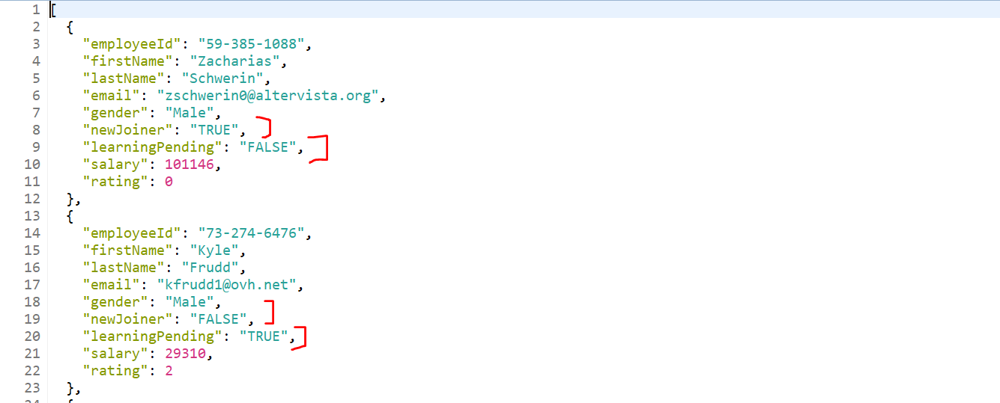 1 [
2 {
3 "employeeId": "59-385-1088",
4 "firstName": "Zacharias",
5 "lastName": "Schwerin",
6 "email": "zschwerin0@altervista.org",
7 "gender": "Male",
8 "newJoiner": "TRUE",
9 "learningPending": "FALSE",
10 "salary": 101146,
11 "rating": 0
12 },
13 {
14 "employeeId": "73-274-6476",
15 "firstName": "Kyle",
16 "lastName": "Frudd",
17 "email": "kfrudd1@ovh.net",
18 "gender": "Male",
19 "newJoiner": "FALSE",
20 "learningPending": "TRUE",
21 "salary": 29310,
22 "rating": 2
23 },